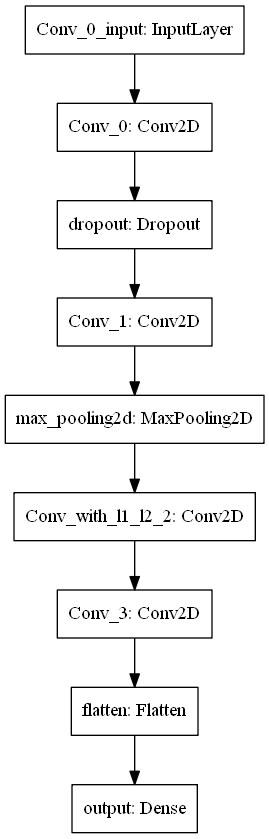 Conv_0_input: InputLayer
Conv_0: Conv2D
dropout: Dropout
Conv_1: Conv2D
max_pooling2d: MaxPooling2D
Conv_with_l1_l2_2: Conv2D
Conv_3: Conv2D
flatten: Flatten
output: Dense